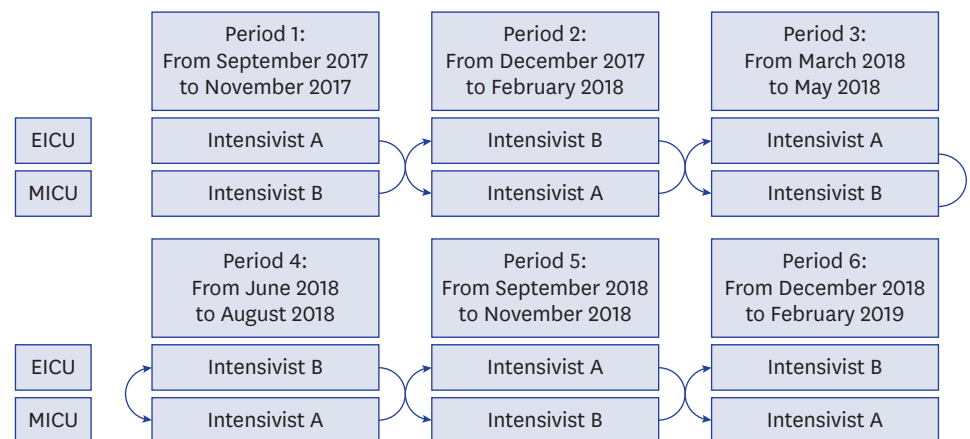 Period 1:
From September 2017
to November 2017
Period 2:
From December 2017
to February 2018
Period 3:
From March 2018
to May 2018
EICU
Intensivist A
Intensivist B
Intensivist A
MICU
Intensivist B
Intensivist A
Intensivist B
Period 4:
From June 2018
to August 2018
Period 5:
From September 2018
to November 2018
Period 6:
From December 2018
to February 2019
EICU
Intensivist B
Intensivist A
Intensivist B
MICU
Intensivist A
Intensivist B
Intensivist A